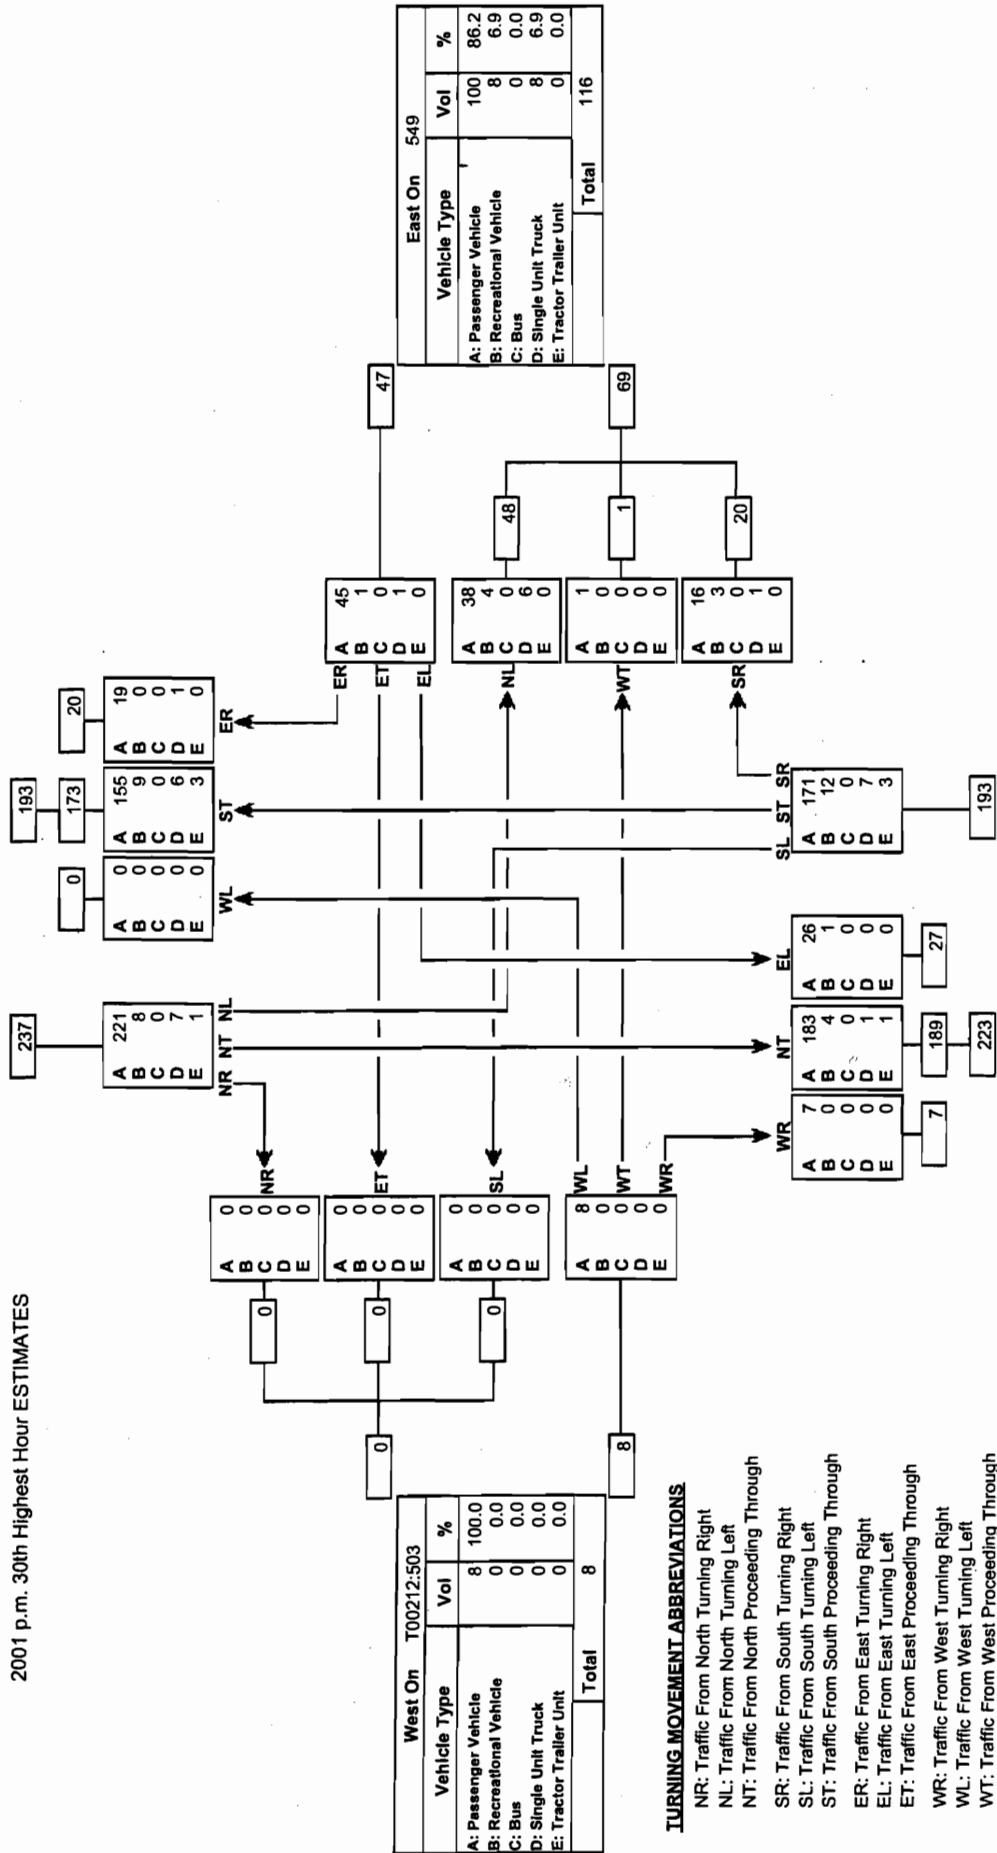 2001 p.m. 30th Highest Hour ESTIMATES
237
A 221
B 8
C 0
D 7
E 1
NR NT NL
0
A 0
B 0
C 0
D 0
E 0
WL
193
173
A 155
B 9
C 0
D 6
E 3
ST
20
A 19
B 0
C 0
D 1
E 0
ER
West On T00212:503
Vehicle Type Vol %
A: Passenger Vehicle 8 100.0
B: Recreational Vehicle 0 0.0
C: Bus 0 0.0
D: Single Unit Truck 0 0.0
E: Tractor Trailer Unit 0 0.0
Total 8
0
0
A 0
B 0
C 0
D 0
E 0
NR
0
A 0
B 0
C 0
D 0
E 0
ET
0
A 0
B 0
C 0
D 0
E 0
SL
8
A 8
B 0
C 0
D 0
E 0
WL
WT
WR
ER
ET
EL
A 45
B 1
C 0
D 1
E 0
47
NL
A 38
B 4
C 0
D 6
E 0
48
WT
A 1
B 0
C 0
D 0
E 0
1
SR
A 16
B 3
C 0
D 1
E 0
20
69
East On 549
Vehicle Type Vol %
A: Passenger Vehicle 100 86.2
B: Recreational Vehicle 8 6.9
C: Bus 0 0.0
D: Single Unit Truck 8 6.9
E: Tractor Trailer Unit 0 0.0
Total 116
WR
A 7
B 0
C 0
D 0
E 0
7
NT
A 183
B 4
C 0
D 1
E 1
189
223
EL
A 26
B 1
C 0
D 0
E 0
27
SL ST SR
A 171
B 12
C 0
D 7
E 3
193
TURNING MOVEMENT ABBREVIATIONS
NR: Traffic From North Turning Right
NL: Traffic From North Turning Left
NT: Traffic From North Proceeding Through
SR: Traffic From South Turning Right
SL: Traffic From South Turning Left
ST: Traffic From South Proceeding Through
ER: Traffic From East Turning Right
EL: Traffic From East Turning Left
ET: Traffic From East Proceeding Through
WR: Traffic From West Turning Right
WL: Traffic From West Turning Left
WT: Traffic From West Proceeding Through